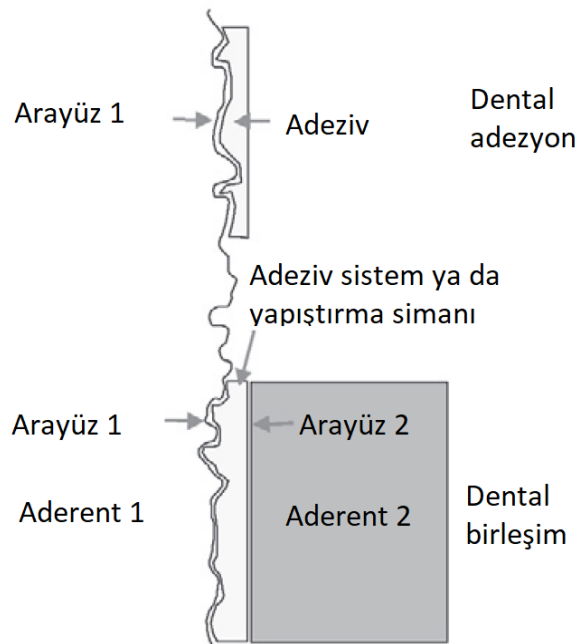 Arayüz 1
Adeziv
Dental
adezyon
Adeziv sistem ya da
yapıştırma simanı
Arayüz 1
Arayüz 2
Aderent 1
Aderent 2
Dental
birleşim